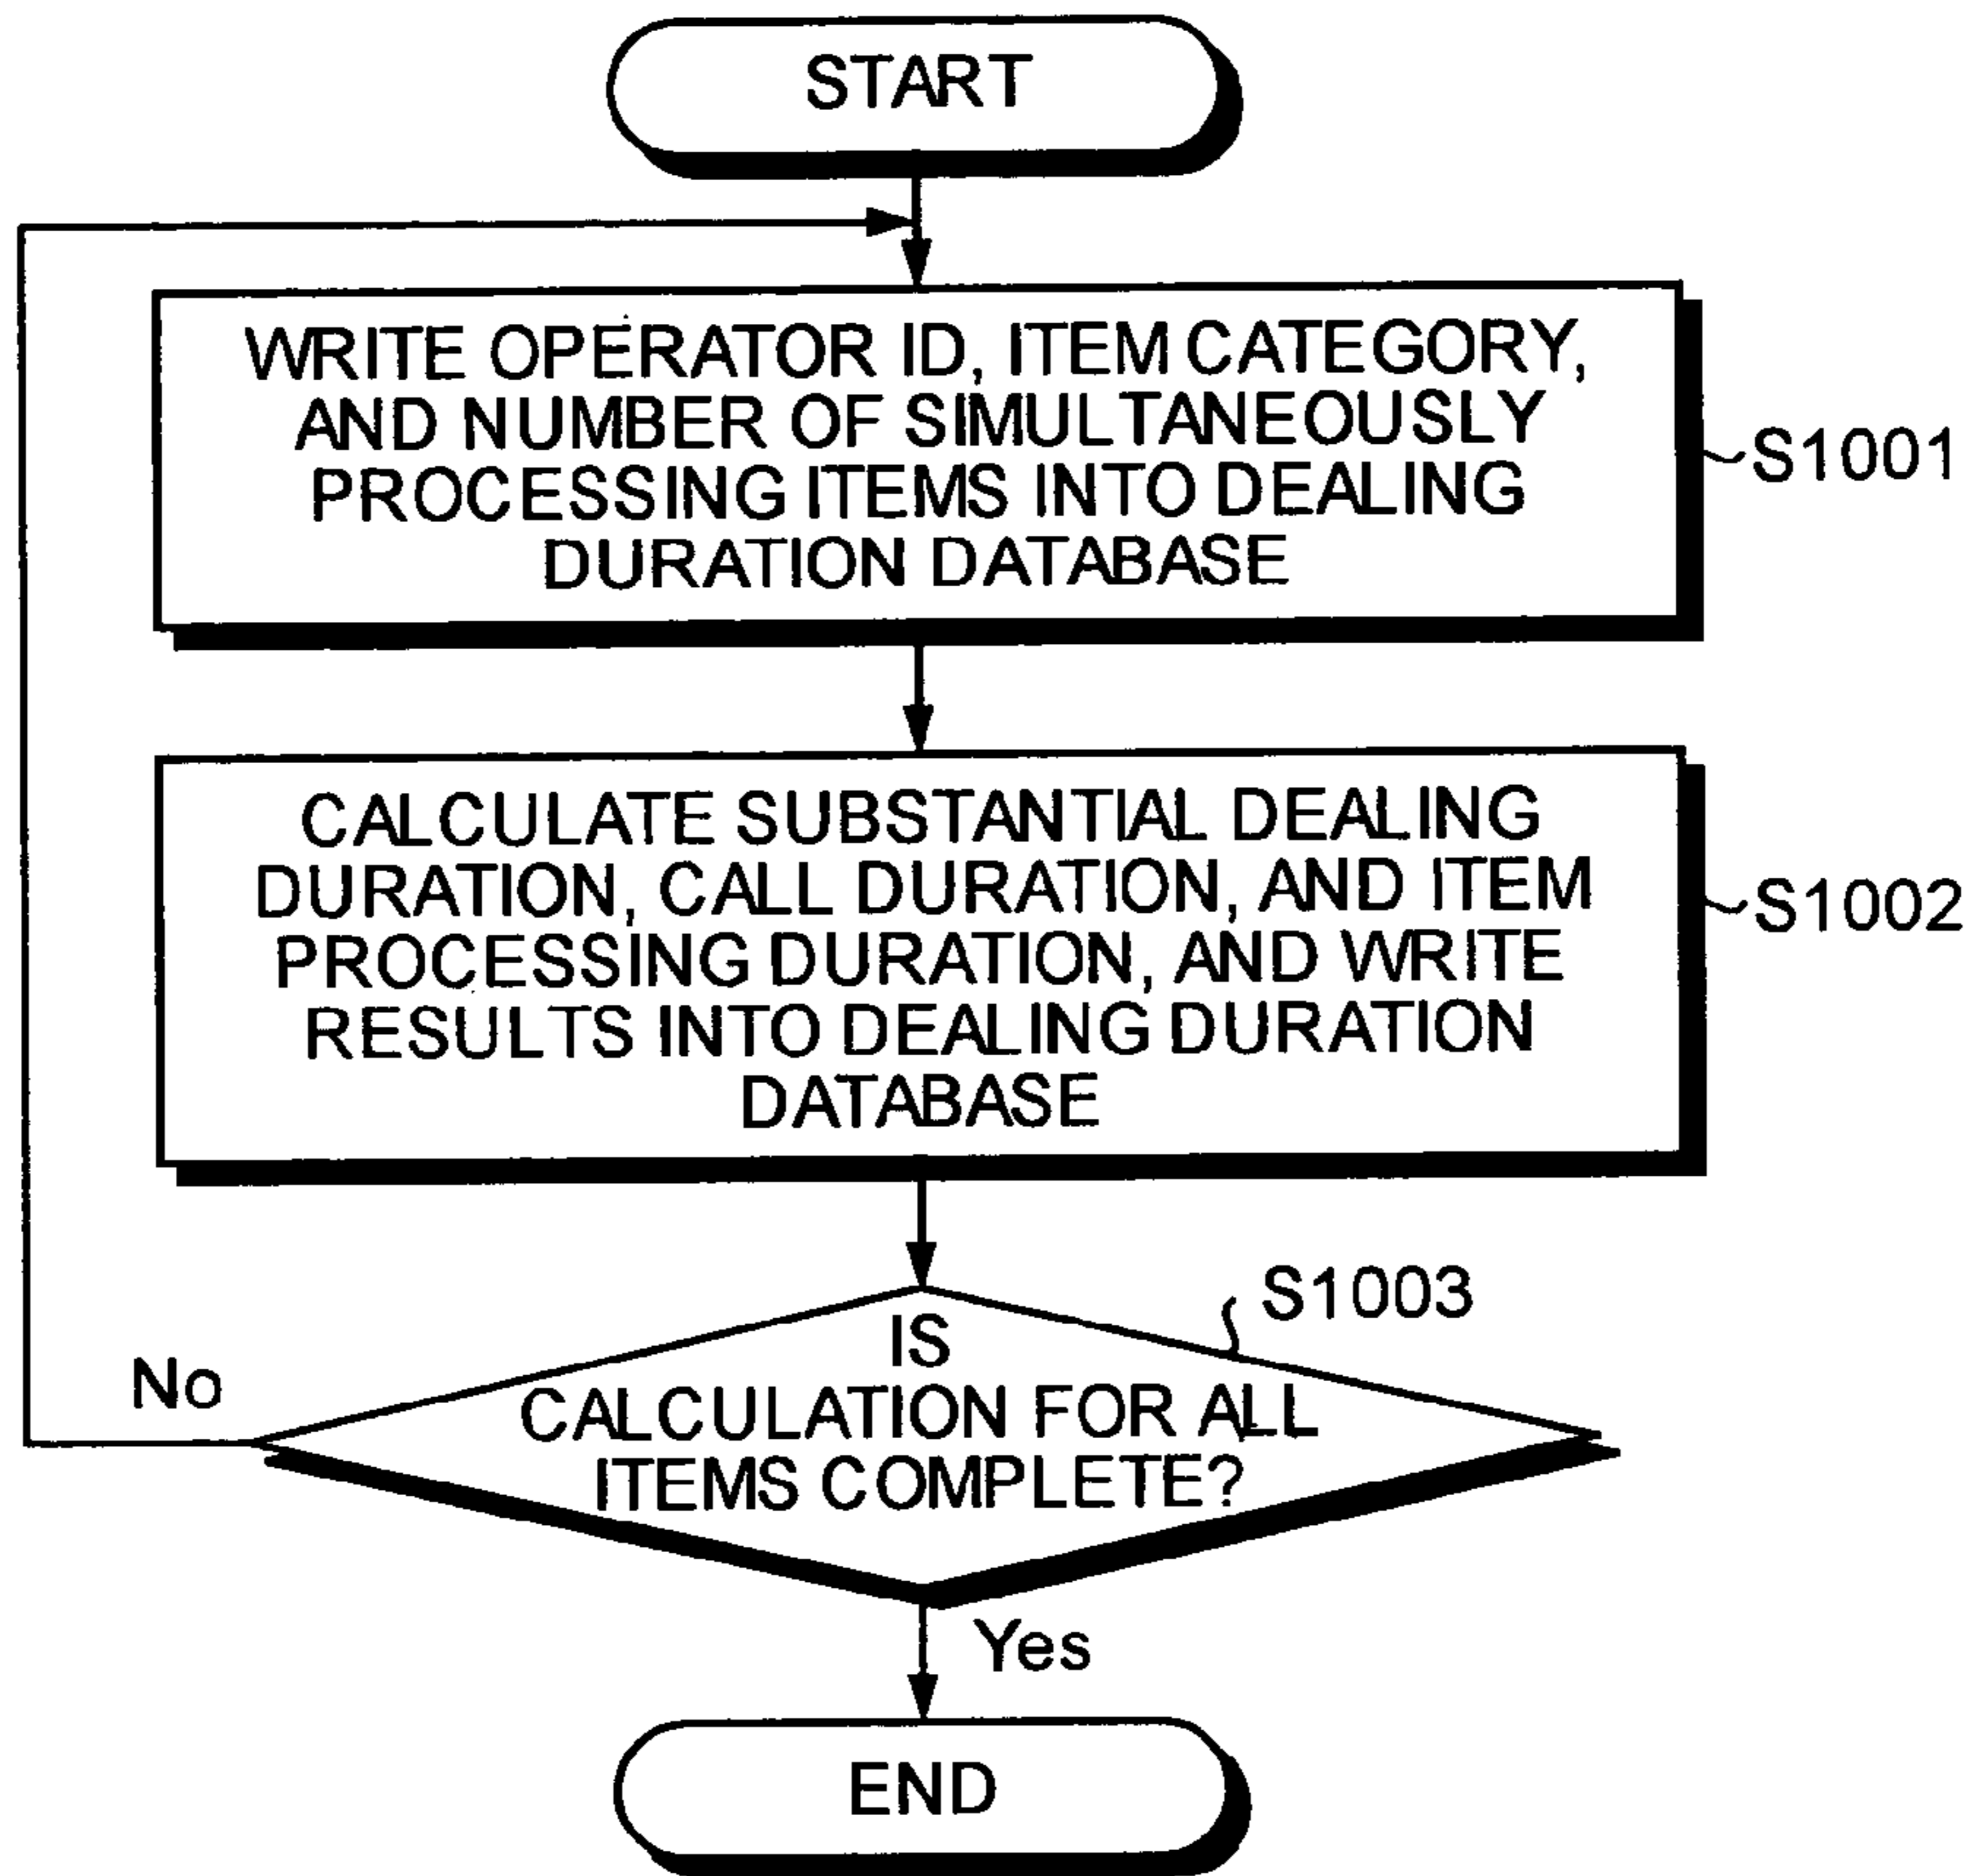 START
WRITE OPERATOR ID, ITEM CATEGORY,
AND NUMBER OF SIMULTANEOUSLY
PROCESSING ITEMS INTO DEALING
DURATION DATABASE
S1001
CALCULATE SUBSTANTIAL DEALING
DURATION, CALL DURATION, AND ITEM
PROCESSING DURATION, AND WRITE
RESULTS INTO DEALING DURATION
DATABASE
S1002
S1003
IS
CALCULATION FOR ALL
ITEMS COMPLETE?
No
Yes
END